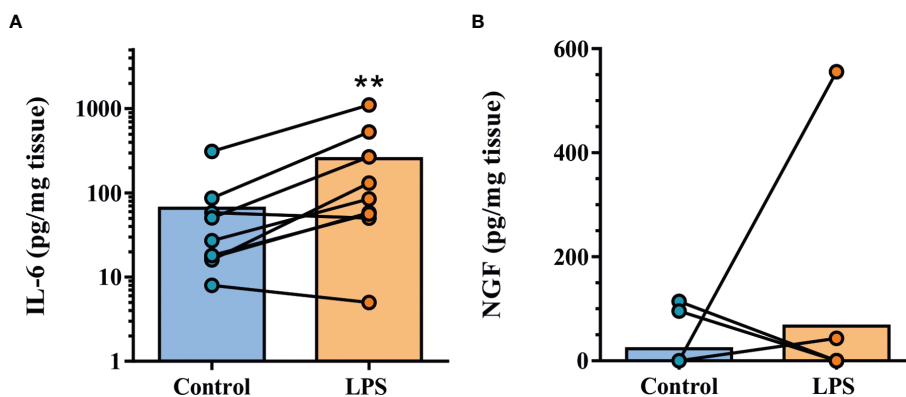 A
IL-6 (pg/mg tissue)
1000
100
10
1
**
Control
LPS
B
NGF (pg/mg tissue)
600
400
200
0
Control
LPS